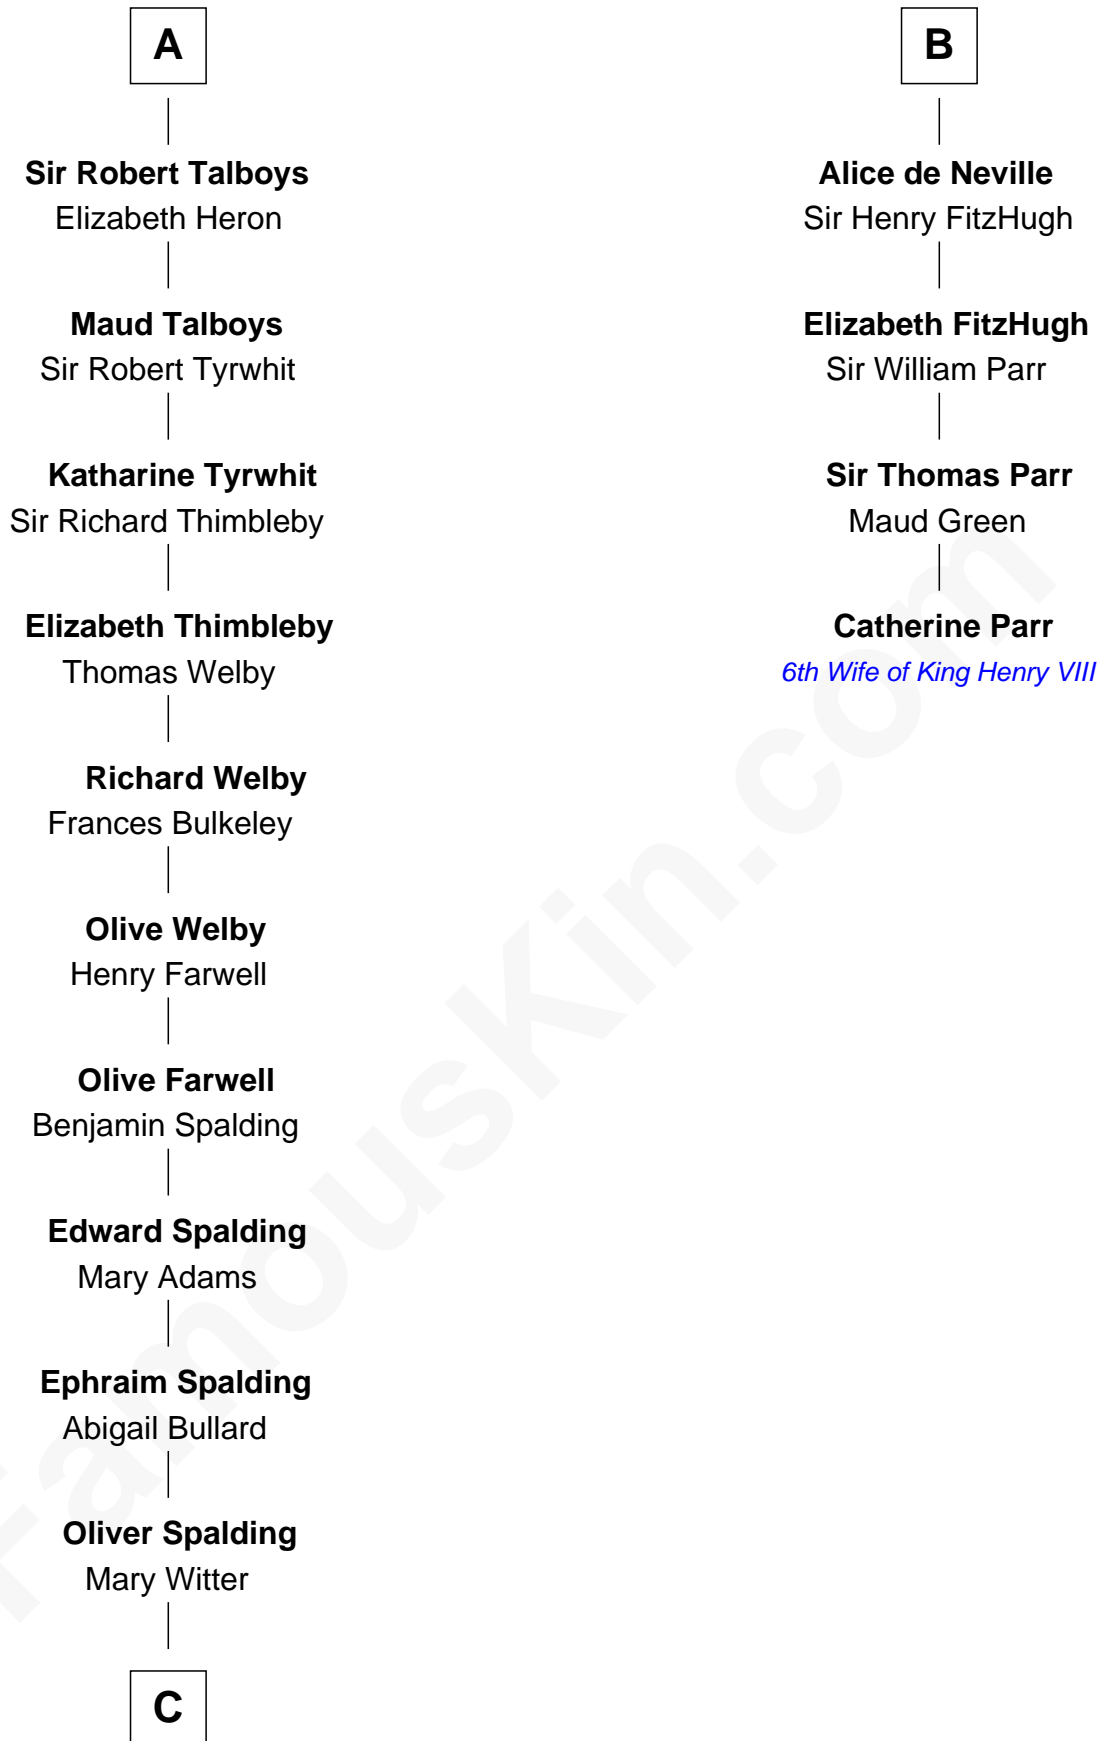 A
Sir Robert Talboys
Elizabeth Heron
Maud Talboys
Sir Robert Tyrwhit
Katharine Tyrwhit
Sir Richard Thimbleby
Elizabeth Thimbleby
Thomas Welby
Richard Welby
Frances Bulkeley
Olive Welby
Henry Farwell
Olive Farwell
Benjamin Spalding
Edward Spalding
Mary Adams
Ephraim Spalding
Abigail Bullard
Oliver Spalding
Mary Witter
C
B
Alice de Neville
Sir Henry FitzHugh
Elizabeth FitzHugh
Sir William Parr
Sir Thomas Parr
Maud Green
Catherine Parr
6th Wife of King Henry VIII
FamousKin.com